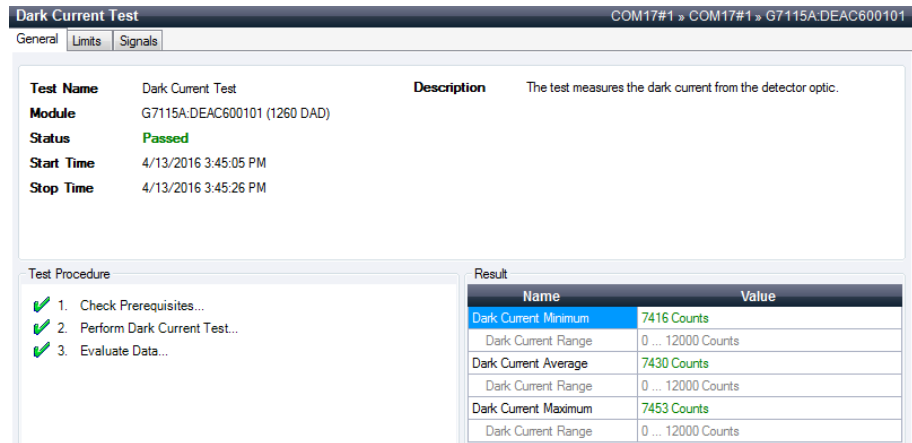 Dark Current Test COM17#1 » COM17#1 » G7115A:DEAC600101
General Limits Signals
Test Name Dark Current Test Description The test measures the dark current from the detector optic.
Module G7115A:DEAC600101 (1260 DAD)
Status Passed
Start Time 4/13/2016 3:45:05 PM
Stop Time 4/13/2016 3:45:26 PM
Test Procedure
1. Check Prerequisites...
2. Perform Dark Current Test...
3. Evaluate Data...
Result
Name Value
Dark Current Minimum 7416 Counts
Dark Current Range 0 ... 12000 Counts
Dark Current Average 7430 Counts
Dark Current Range 0 ... 12000 Counts
Dark Current Maximum 7453 Counts
Dark Current Range 0 ... 12000 Counts